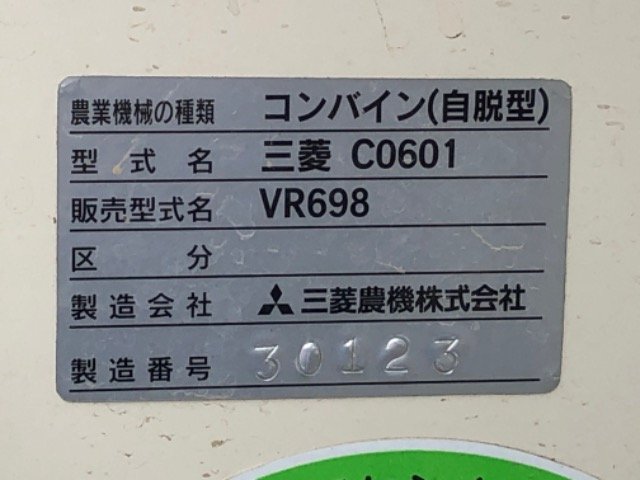 農業機械の種類 コンバイン(自脱型)
型式名 三菱 C0601
販売型式名 VR698
区分
製造会社 三菱農機株式会社
製造番号 30123